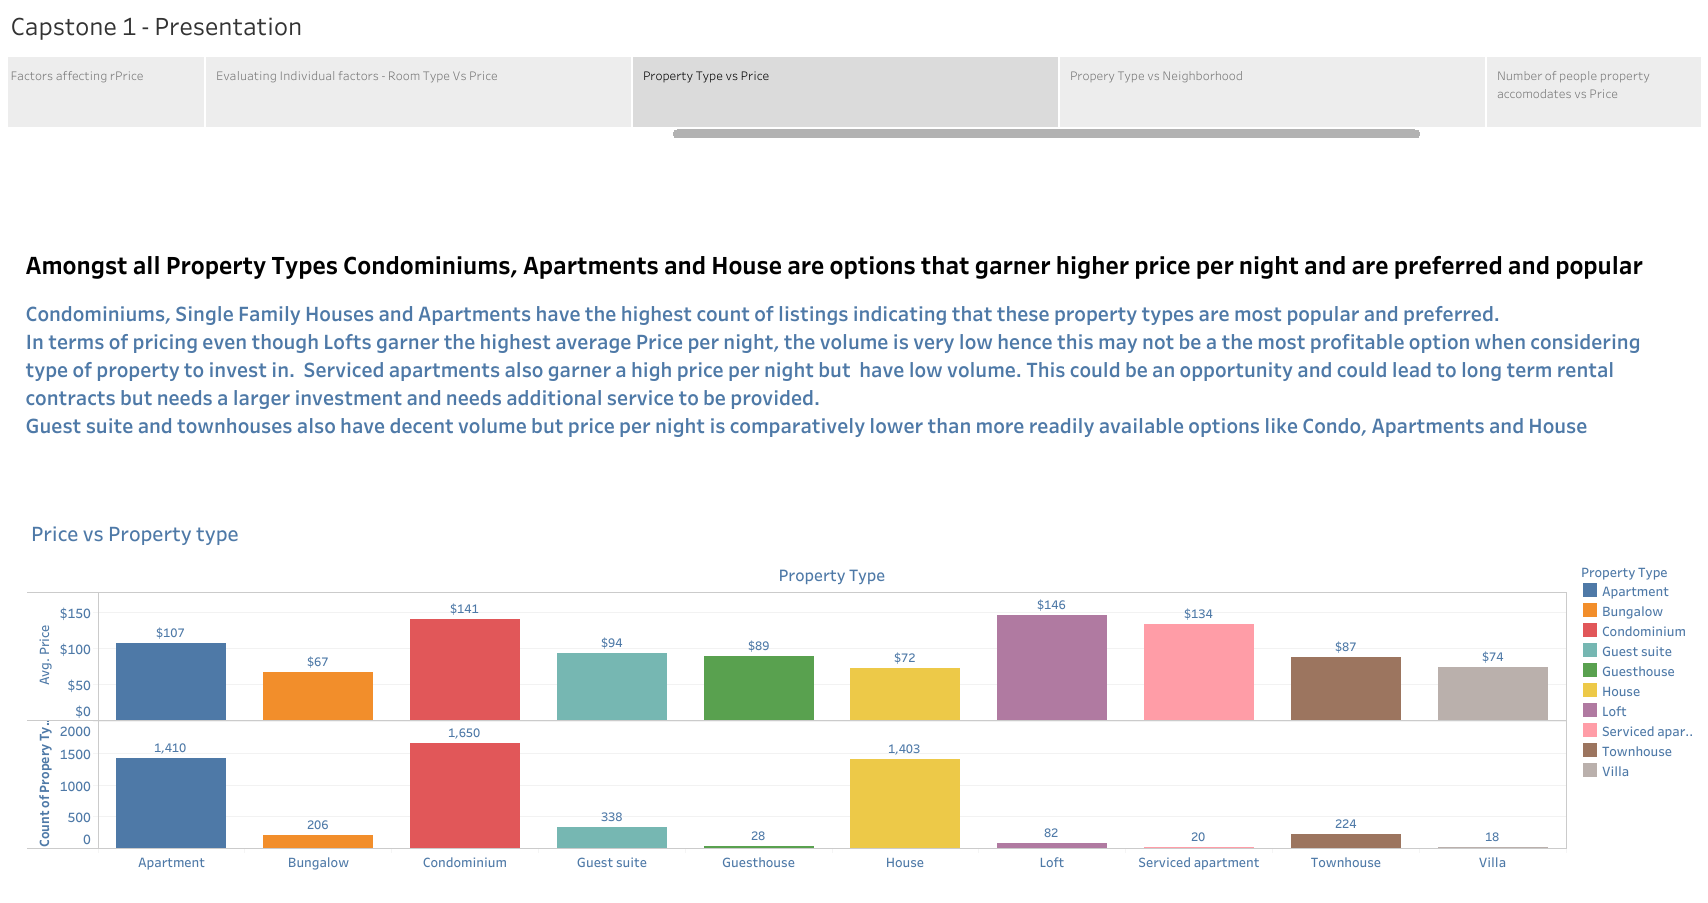 Capstone 1 - Presentation
Factors affecting rPrice
Evaluating Individual factors - Room Type Vs Price
Property Type vs Price
Propery Type vs Neighborhood
Number of people property
accomodates vs Price
Amongst all Property Types Condominiums, Apartments and House are options that garner higher price per night and are preferred and popular
Condominiums, Single Family Houses and Apartments have the highest count of listings indicating that these property types are most popular and preferred.
In terms of pricing even though Lofts garner the highest average Price per night, the volume is very low hence this may not be a the most profitable option when considering
type of property to invest in.  Serviced apartments also garner a high price per night but  have low volume. This could be an opportunity and could lead to long term rental
contracts but needs a larger investment and needs additional service to be provided.
Guest suite and townhouses also have decent volume but price per night is comparatively lower than more readily available options like Condo, Apartments and House
Price vs Property type
Property Type
Avg. Price
$150
$100
$50
$0
$107
$67
$141
$94
$89
$72
$146
$134
$87
$74
Count of Propery Ty..
2000
1500
1000
500
0
1,410
206
1,650
338
28
1,403
82
20
224
18
Apartment
Bungalow
Condominium
Guest suite
Guesthouse
House
Loft
Serviced apartment
Townhouse
Villa
Property Type
Apartment
Bungalow
Condominium
Guest suite
Guesthouse
House
Loft
Serviced apar..
Townhouse
Villa